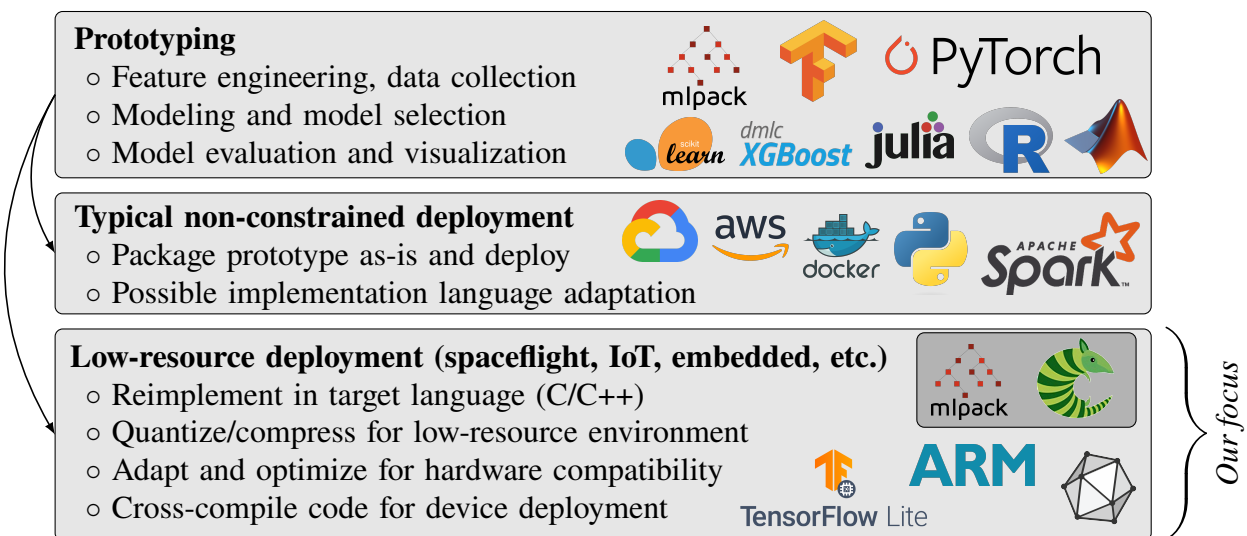 Prototyping
○ Feature engineering, data collection
○ Modeling and model selection
○ Model evaluation and visualization
mlpack
PyTorch
scikit
learn
dmlc
XGBoost
julia
R
Typical non-constrained deployment
○ Package prototype as-is and deploy
○ Possible implementation language adaptation
aws
docker
APACHE
Spark™
Low-resource deployment (spaceflight, IoT, embedded, etc.)
○ Reimplement in target language (C/C++)
○ Quantize/compress for low-resource environment
○ Adapt and optimize for hardware compatibility
○ Cross-compile code for device deployment
mlpack
ARM
TensorFlow Lite
Our focus